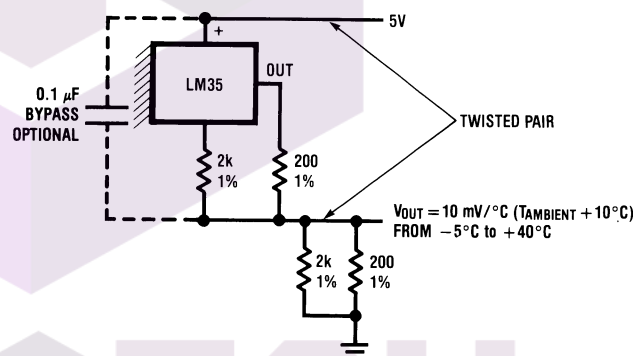 5V
+
OUT
LM35
0.1 µF
BYPASS
OPTIONAL
TWISTED PAIR
2k
1%
200
1%
VOUT = 10 mV/°C (TAMBIENT + 10°C)
FROM −5°C to +40°C
2k
1%
200
1%